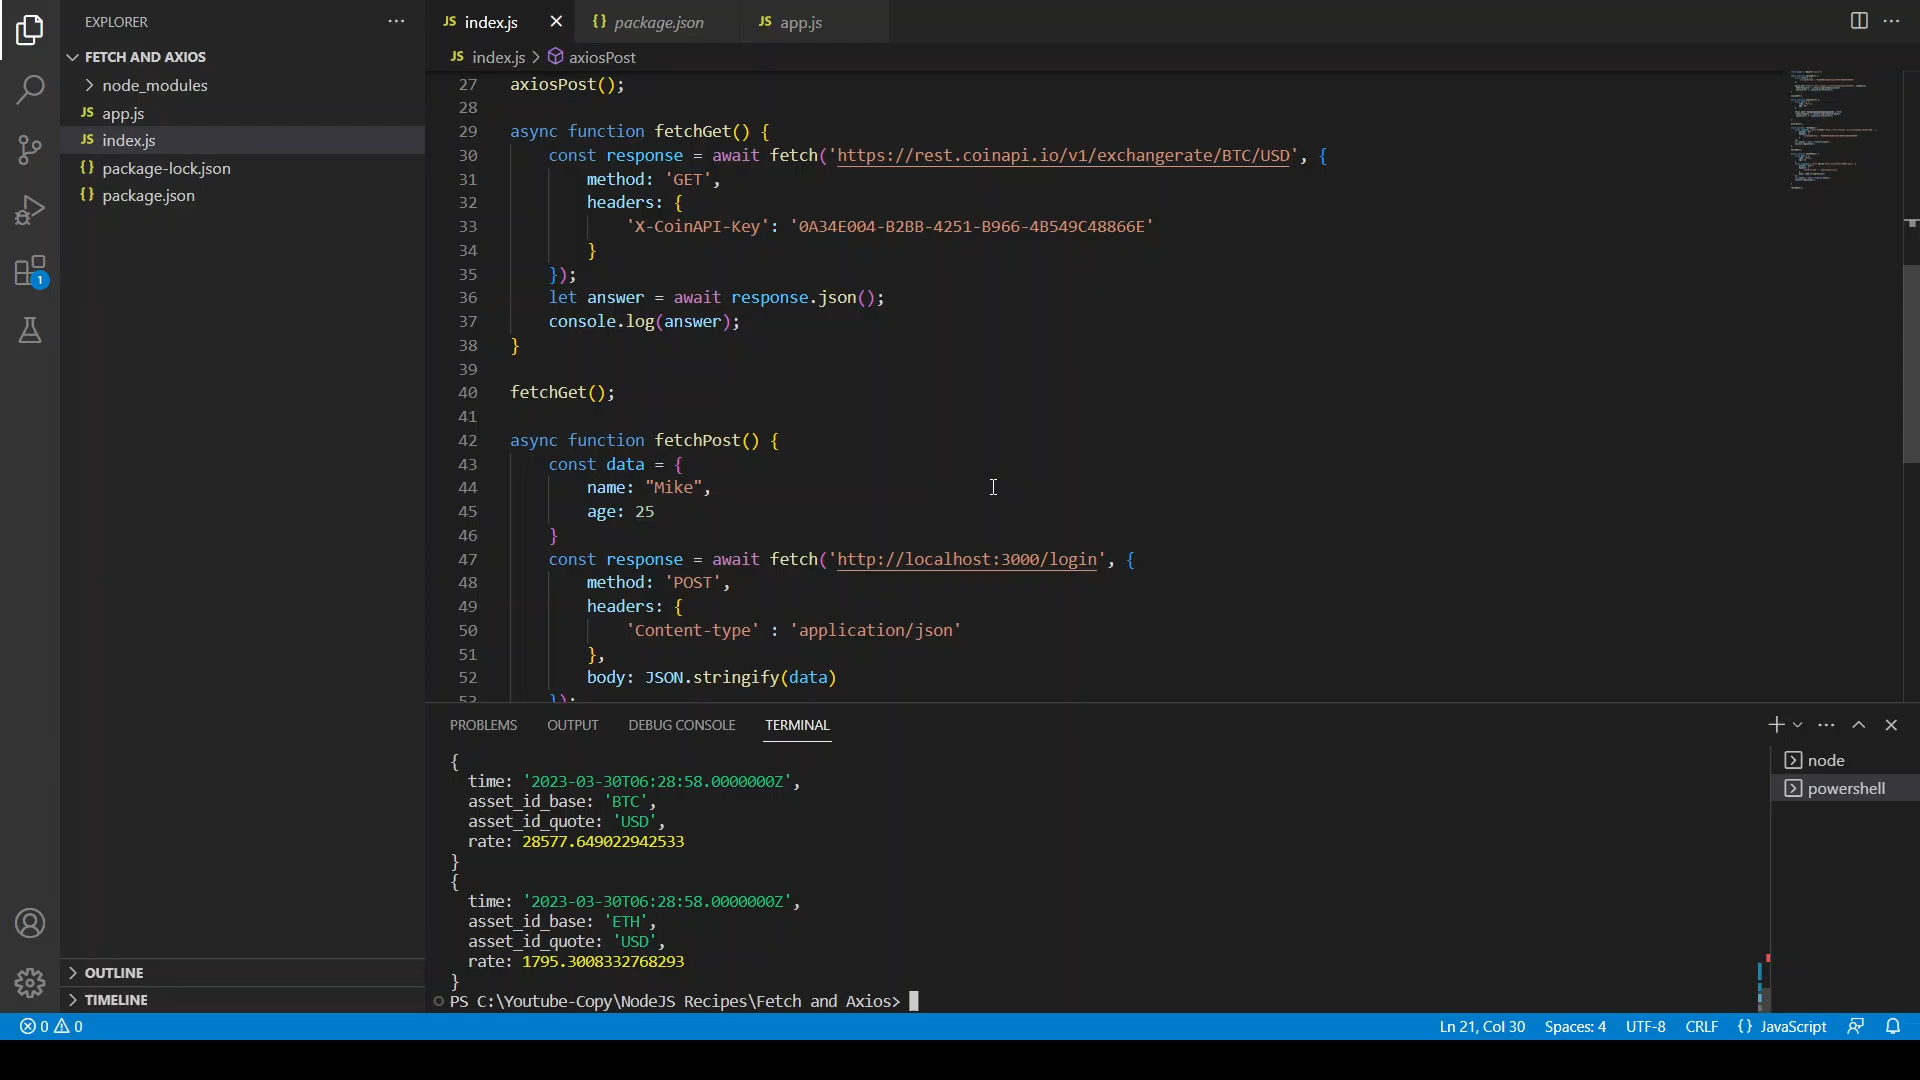 EXPLORER
FETCH AND AXIOS
node_modules
JS app.js
JS index.js
{} package-lock.json
{} package.json
OUTLINE
TIMELINE
1
JS index.js
{} package.json
JS app.js
JS index.js > axiosPost
27 axiosPost();
28
29 async function fetchGet() {
30 const response = await fetch('https://rest.coinapi.io/v1/exchangerate/BTC/USD', {
31 method: 'GET',
32 headers: {
33 'X-CoinAPI-Key': '0A34E004-B2BB-4251-B966-4B549C48866E'
34 }
35 });
36 let answer = await response.json();
37 console.log(answer);
38 }
39
40 fetchGet();
41
42 async function fetchPost() {
43 const data = {
44 name: "Mike",
45 age: 25
46 }
47 const response = await fetch('http://localhost:3000/login', {
48 method: 'POST',
49 headers: {
50 'Content-type' : 'application/json'
51 },
52 body: JSON.stringify(data)
53 });
PROBLEMS OUTPUT DEBUG CONSOLE TERMINAL
{
time: '2023-03-30T06:28:58.0000000Z',
asset_id_base: 'BTC',
asset_id_quote: 'USD',
rate: 28577.649022942533
}
{
time: '2023-03-30T06:28:58.0000000Z',
asset_id_base: 'ETH',
asset_id_quote: 'USD',
rate: 1795.3008332768293
}
PS C:\Youtube-Copy\NodeJS Recipes\Fetch and Axios>
node
powershell
0 0
Ln 21, Col 30 Spaces: 4 UTF-8 CRLF {} JavaScript